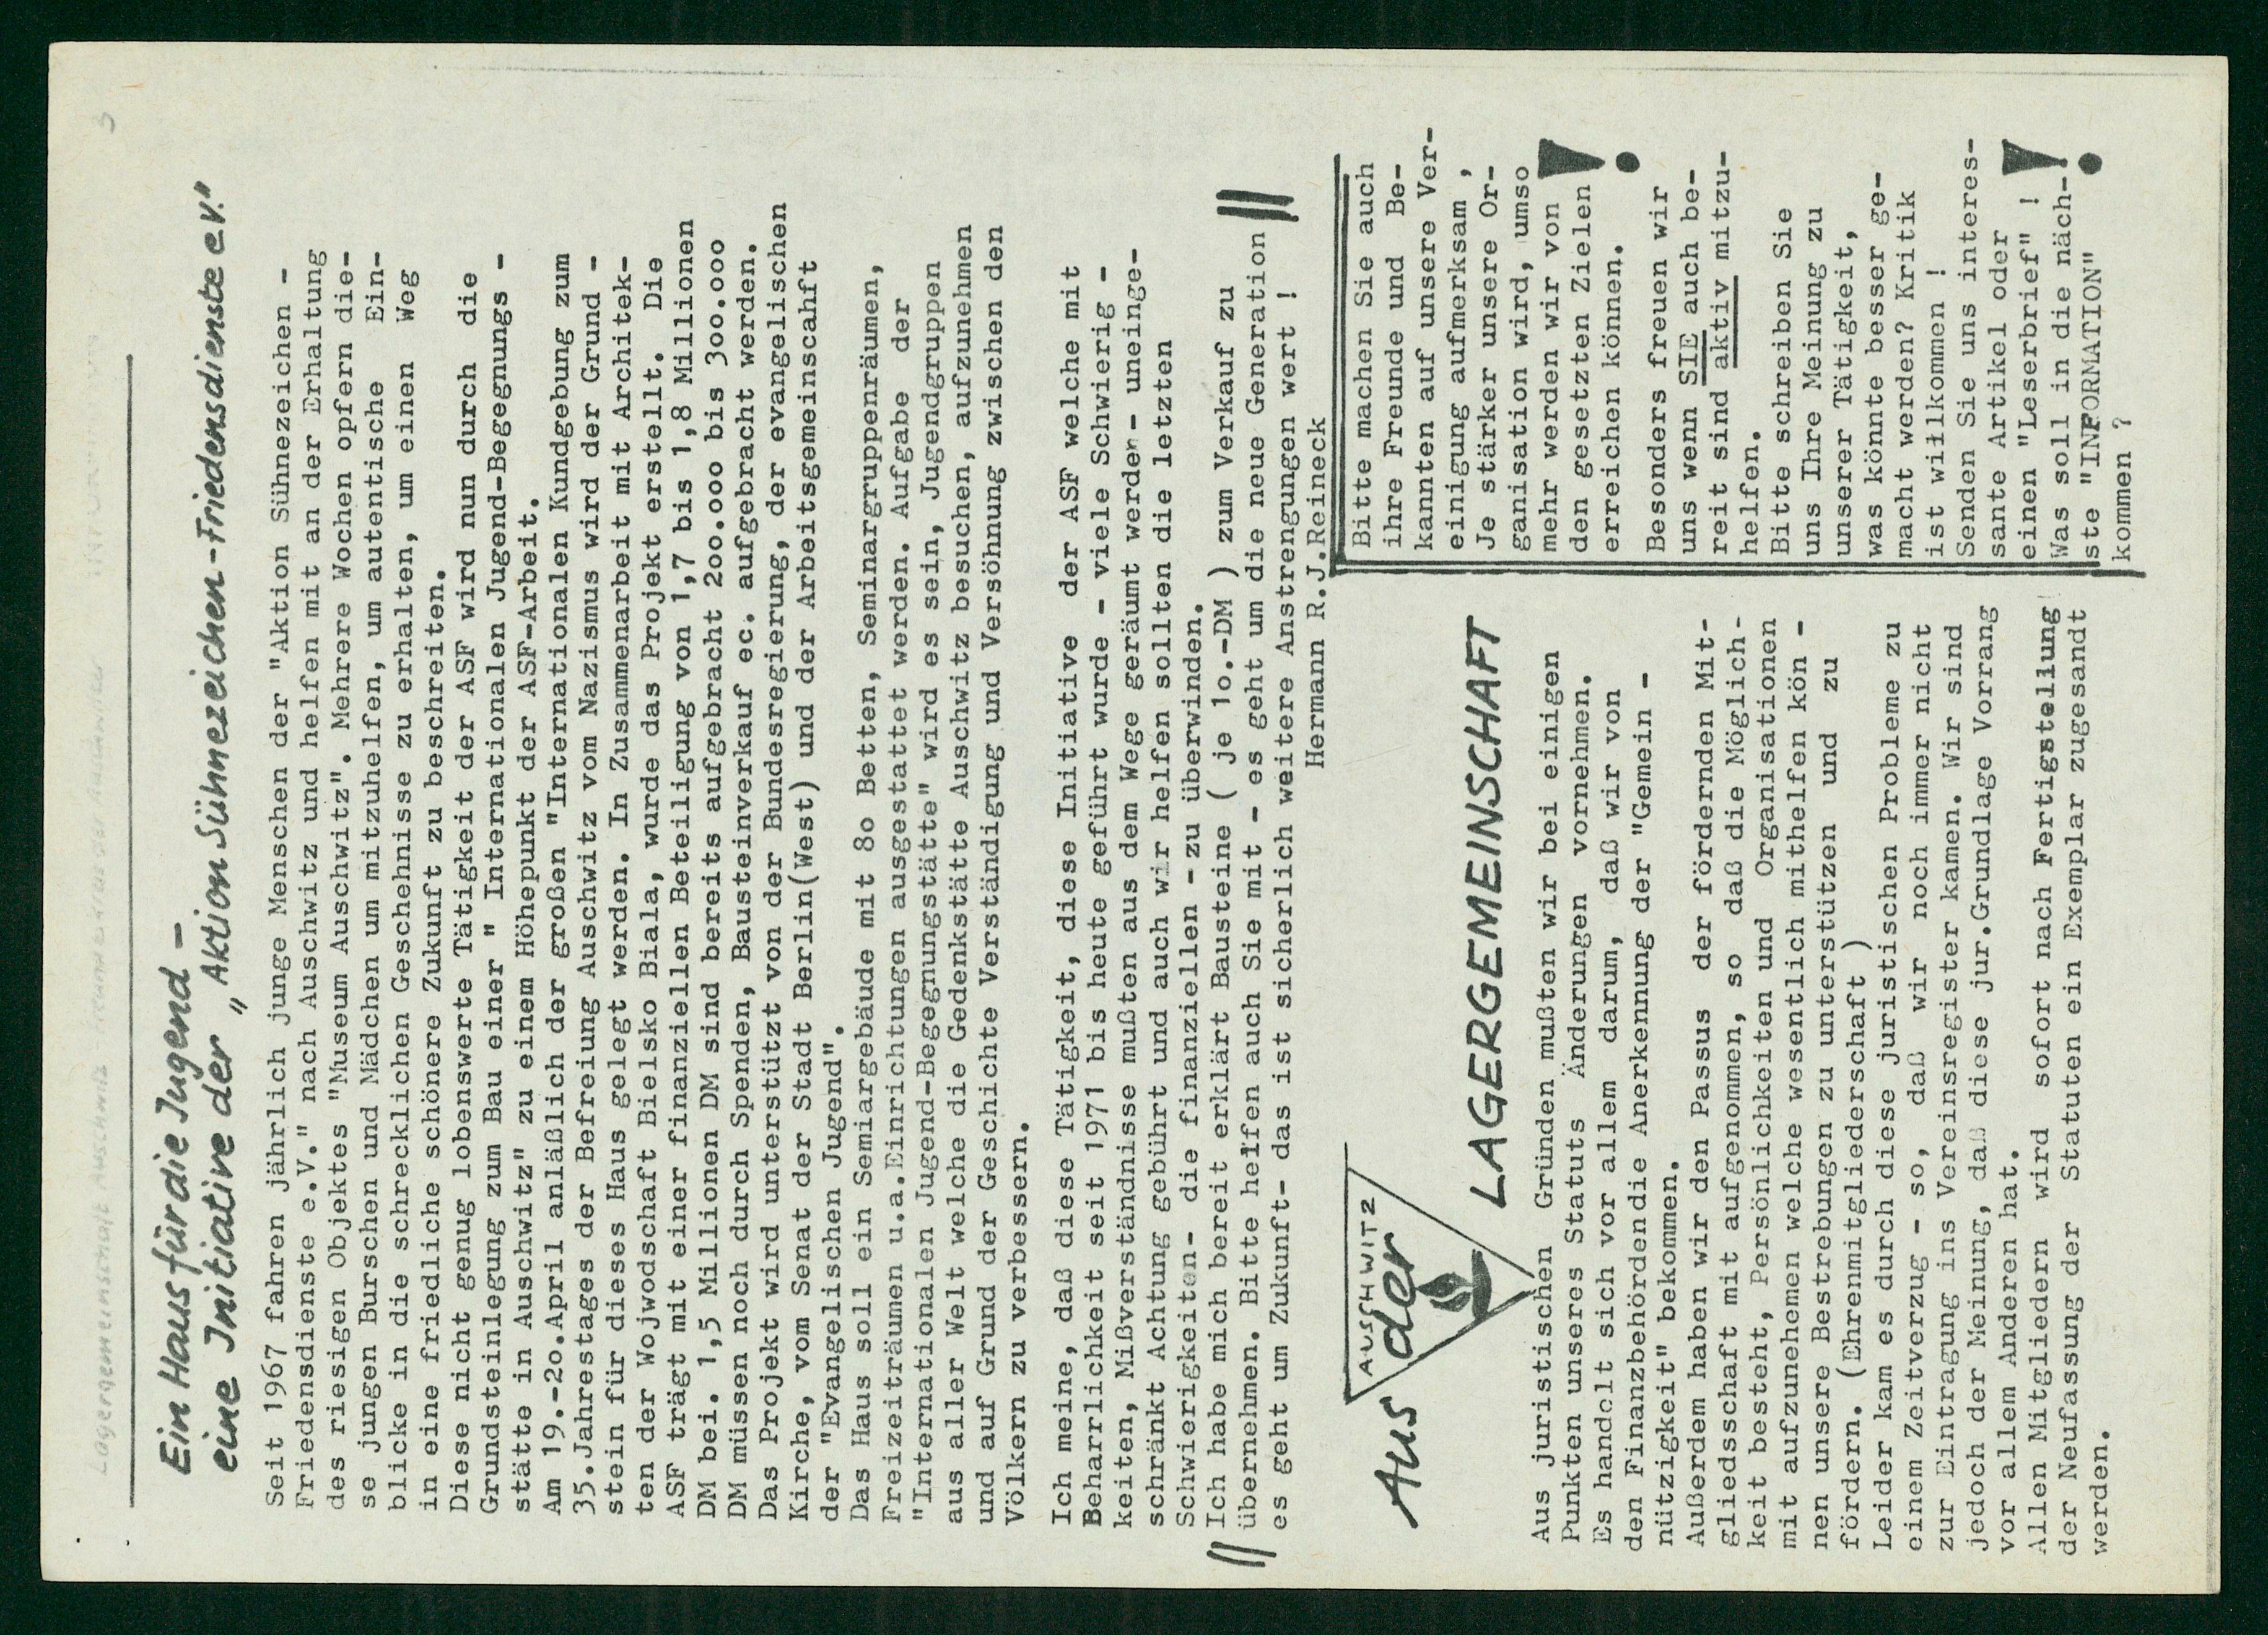 Lagergemeinschaft Auschwitz
3
Ein Haus für die Jugend –
eine Initiative der „Aktion Sühnezeichen-Friedensdienste e.V."
Seit 1967 fahren jährlich junge Menschen der "Aktion Sühnezeichen -
Friedensdienste e.V." nach Auschwitz und helfen mit an der Erhaltung
des riesigen Objektes "Museum Auschwitz". Mehrere Wochen opfern die-
se jungen Burschen und Mädchen um mitzuhelfen, um autentische Ein-
blicke in die schrecklichen Geschehnisse zu erhalten, um einen Weg
in eine friedliche schönere Zukunft zu beschreiten.
Diese nicht genug lobenswerte Tätigkeit der ASF wird nun durch die
Grundsteinlegung zum Bau einer " Internationalen Jugend-Begegnungs -
stätte in Auschwitz" zu einem Höhepunkt der ASF-Arbeit.
Am 19.-2o.April anläßlich der großen "Internationalen Kundgebung zum
35.Jahrestages der Befreiung Auschwitz vom Nazismus wird der Grund -
stein für dieses Haus gelegt werden. In Zusammenarbeit mit Architek-
ten der Wojwodschaft Bielsko Biala, wurde das Projekt erstellt. Die
ASF trägt mit einer finanziellen Beteiligung von 1,7 bis 1,8 Millionen
DM bei. 1,5 Millionen DM sind bereits aufgebracht 2oo.ooo bis 3oo.ooo
DM müssen noch durch Spenden, Bausteinverkauf ec. aufgebracht werden.
Das Projekt wird unterstützt von der Bundesregierung, der evangelischen
Kirche, vom Senat der Stadt Berlin(West) und der Arbeitsgemeinscahft
der "Evangelischen Jugend".
Das Haus soll ein Semiargebäude mit 8o Betten, Seminargruppenräumen,
Freizeiträumen u.a.Einrichtungen ausgestattet werden. Aufgabe der
"Internationalen Jugend-Begegnungstätte" wird es sein, Jugendgruppen
aus aller Welt welche die Gedenkstätte Auschwitz besuchen, aufzunehmen
und auf Grund der Geschichte Verständigung und Versöhnung zwischen den
Völkern zu verbessern.
Ich meine, daß diese Tätigkeit, diese Initiative der ASF welche mit
Beharrlichkeit seit 1971 bis heute geführt wurde - viele Schwierig -
keiten, Mißverständnisse mußten aus dem Wege geräumt werden- uneinge-
schränkt Achtung gebührt und auch wir helfen sollten die letzten
Schwierigkeiten- die finanziellen - zu überwinden.
Ich habe mich bereit erklärt Bausteine ( je 1o.-DM ) zum Verkauf zu
übernehmen. Bitte helfen auch Sie mit - es geht um die neue Generation
es geht um Zukunft- das ist sicherlich weitere Anstrengungen wert !
Hermann R.J.Reineck
Aus der LAGERGEMEINSCHAFT
AUSCHWITZ
Aus juristischen Gründen mußten wir bei einigen
Punkten unseres Statuts Änderungen vornehmen.
Es handelt sich vor allem darum, daß wir von
den Finanzbehördendie Anerkennung der "Gemein -
nützigkeit" bekommen.
Außerdem haben wir den Passus der fördernden Mit-
gliedsschaft mit aufgenommen, so daß die Möglich-
keit besteht, Persönlichkeiten und Organisationen
mit aufzunehemen welche wesentlich mithelfen kön -
nen unsere Bestrebungen zu unterstützen und zu
fördern. (Ehrenmitgliederschaft )
Leider kam es durch diese juristischen Probleme zu
einem Zeitverzug - so, daß wir noch immer nicht
zur Eintragung ins Vereinsregister kamen. Wir sind
jedoch der Meinung, daß diese jur.Grundlage Vorrang
vor allem Anderen hat.
Allen Mitgliedern wird sofort nach Fertigstellung
der Neufassung der Statuten ein Exemplar zugesandt
werden.
Bitte machen Sie auch
ihre Freunde und Be-
kannten auf unsere Ver-
einigung aufmerksam ,
Je stärker unsere Or-
ganisation wird, umso
mehr werden wir von
den gesetzten Zielen !
erreichen können.
Besonders freuen wir
uns wenn SIE auch be-
reit sind aktiv mitzu-
helfen.
Bitte schreiben Sie
uns Ihre Meinung zu
unserer Tätigkeit,
was könnte besser ge-
macht werden? Kritik
ist willkommen !
Senden Sie uns interes-
sante Artikel oder
einen "Leserbrief" ! !
Was soll in die näch-
ste "INFORMATION"
kommen ?